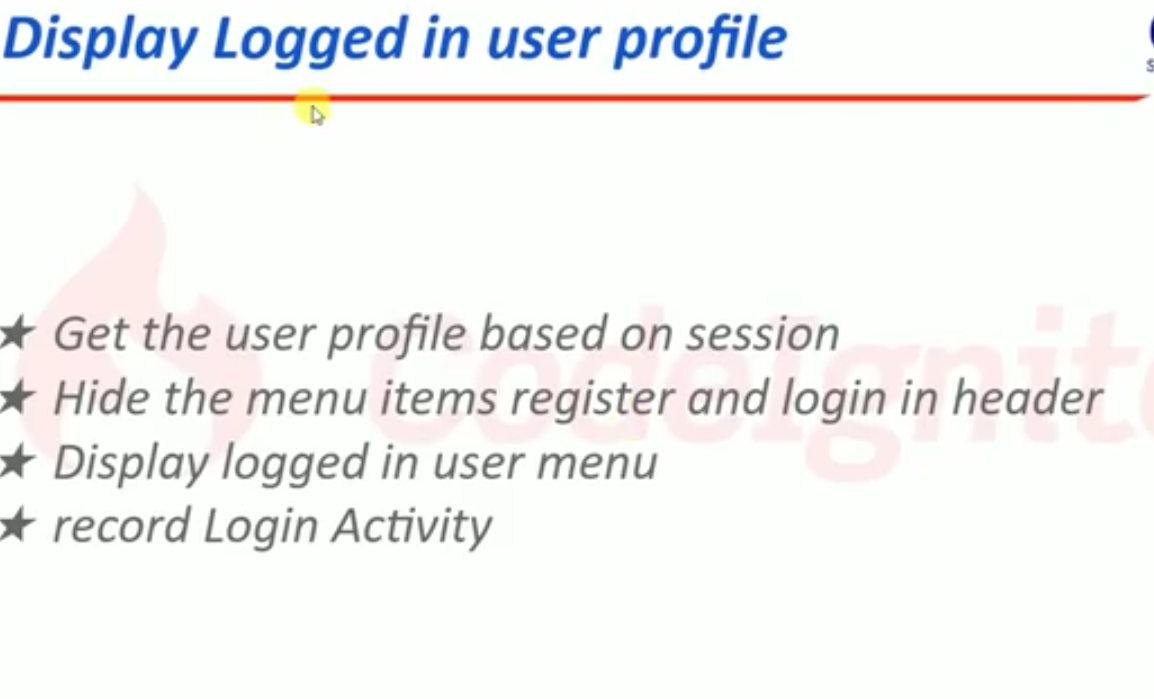 Display Logged in user profile
S
★ Get the user profile based on session
★ Hide the menu items register and login in header
★ Display logged in user menu
★ record Login Activity
CodeIgnite